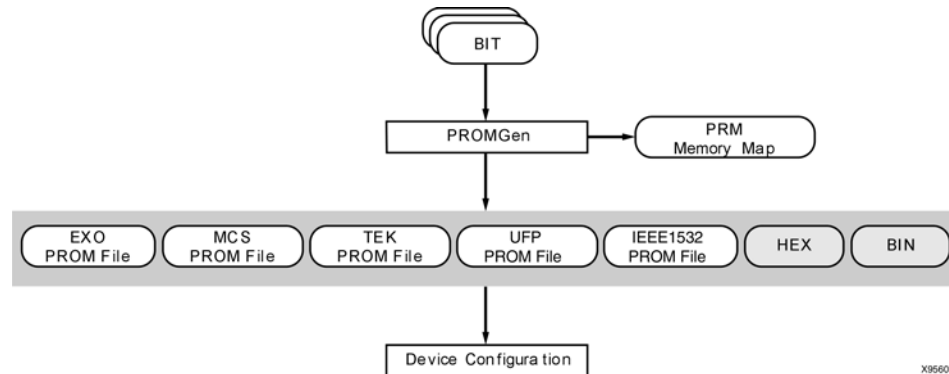 BIT
PROMGen
PRM
Memory Map
EXO
PROM File
MCS
PROM File
TEK
PROM File
UFP
PROM File
IEEE1532
PROM File
HEX
BIN
Device Configuration
X9560